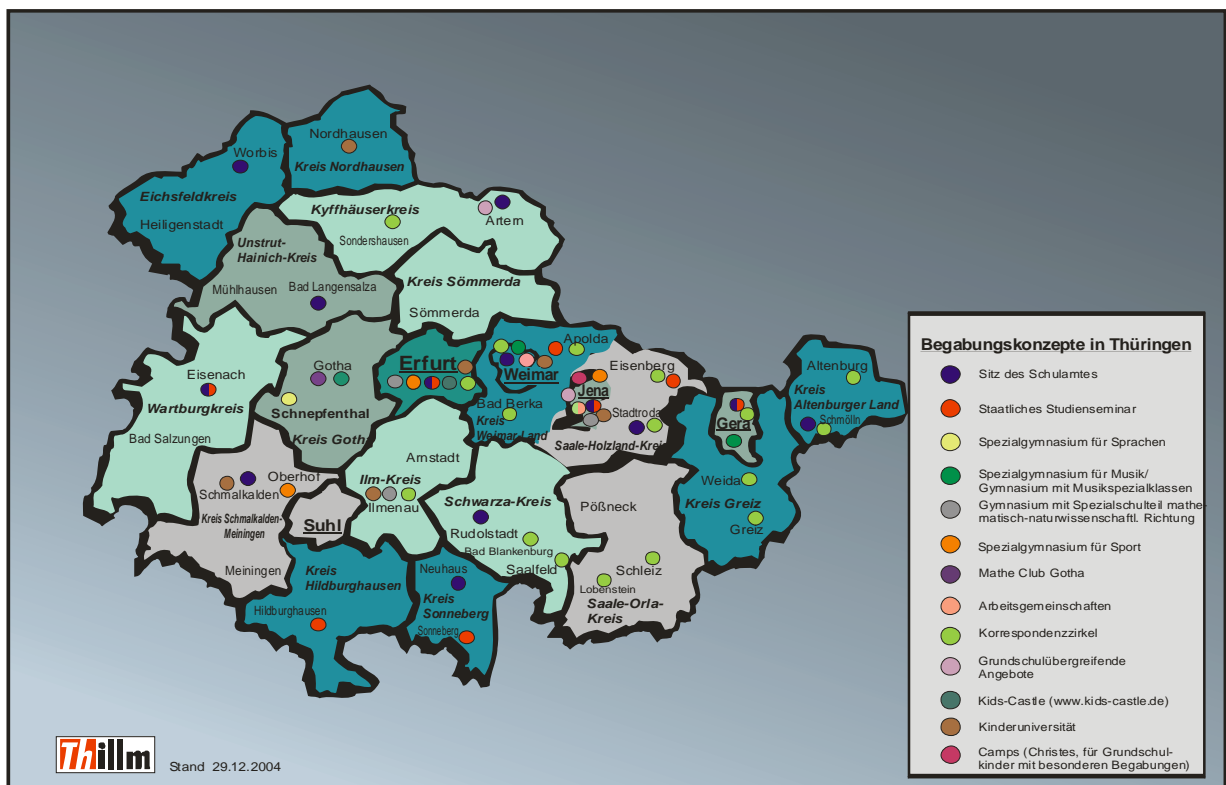 Nordhausen
Kreis Nordhausen
Worbis
Eichsfeldkreis
Heiligenstadt
Kyffhäuserkreis
Sondershausen
Artern
Unstrut-
Hainich-Kreis
Mühlhausen
Bad Langensalza
Kreis Sömmerda
Sömmerda
Eisenach
Wartburgkreis
Bad Salzungen
Gotha
Schnepfenthal
Kreis Goth
Erfurt
Apolda
Weimar
Bad Berka
Kreis
Weimar-Land
Eisenberg
Jena
Stadtroda
Saale-Holzland-Kreis
Gera
Altenburg
Kreis
Altenburger Land
Schmölln
Weida
Kreis Greiz
Greiz
Arnstadt
Ilm-Kreis
Ilmenau
Oberhof
Schmalkalden
Kreis Schmalkalden-
Meiningen
Suhl
Meiningen
Schwarza-Kreis
Rudolstadt
Bad Blankenburg
Saalfeld
Pößneck
Schleiz
Lobenstein
Saale-Orla-
Kreis
Kreis
Hildburghausen
Hildburghausen
Neuhaus
Kreis
Sonneberg
Sonneberg
Begabungskonzepte in Thüringen
Sitz des Schulamtes
Staatliches Studienseminar
Spezialgymnasium für Sprachen
Spezialgymnasium für Musik/
Gymnasium mit Musikspezialklassen
Gymnasium mit Spezialschulteil mathe-
matisch-naturwissenschaftl. Richtung
Spezialgymnasium für Sport
Mathe Club Gotha
Arbeitsgemeinschaften
Korrespondenzzirkel
Grundschulübergreifende
Angebote
Kids-Castle (www.kids-castle.de)
Kinderuniversität
Camps (Christes, für Grundschul-
kinder mit besonderen Begabungen)
Thillm
Stand 29.12.2004